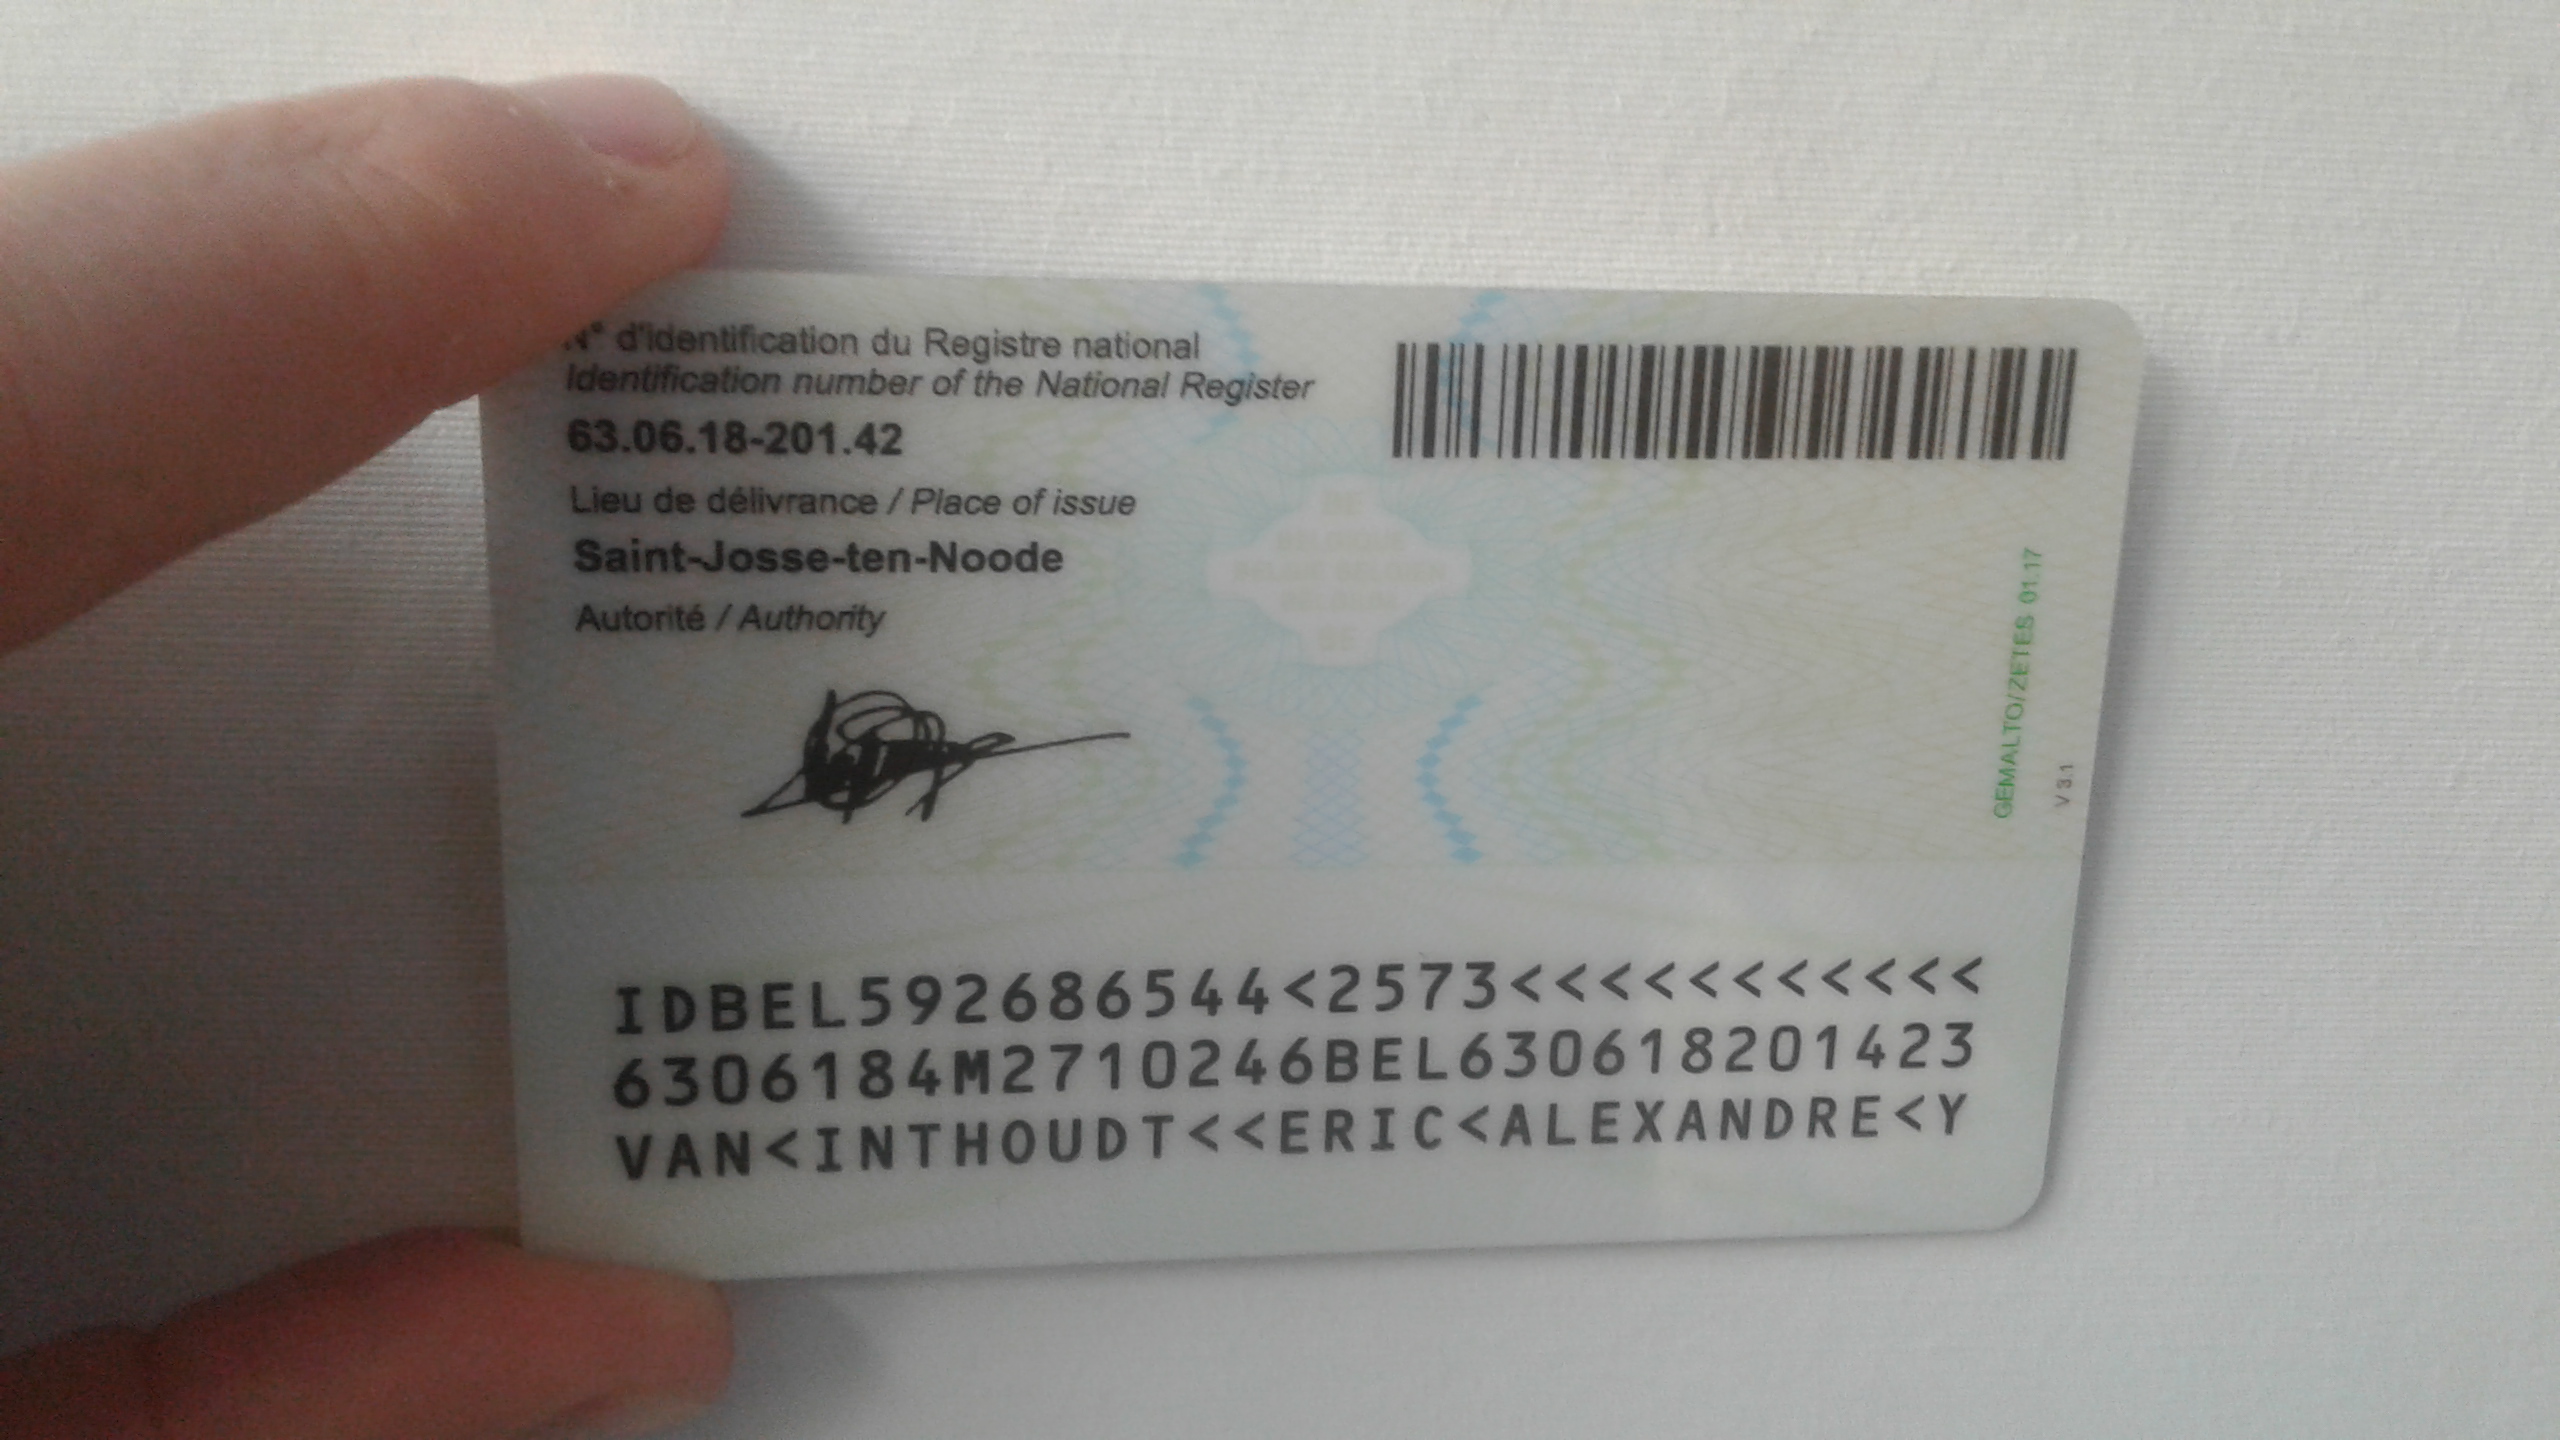 N° d'identification du Registre national
Identification number of the National Register
63.06.18-201.42
Lieu de délivrance / Place of issue
Saint-Josse-ten-Noode
Autorité / Authority
GEMALTO/ZETES 01.17
V 3.1
IDBEL592686544<2573<<<<<<<<<<<
6306184M2710246BEL630618201423
VAN<INTHOUDT<<ERIC<ALEXANDRE<Y